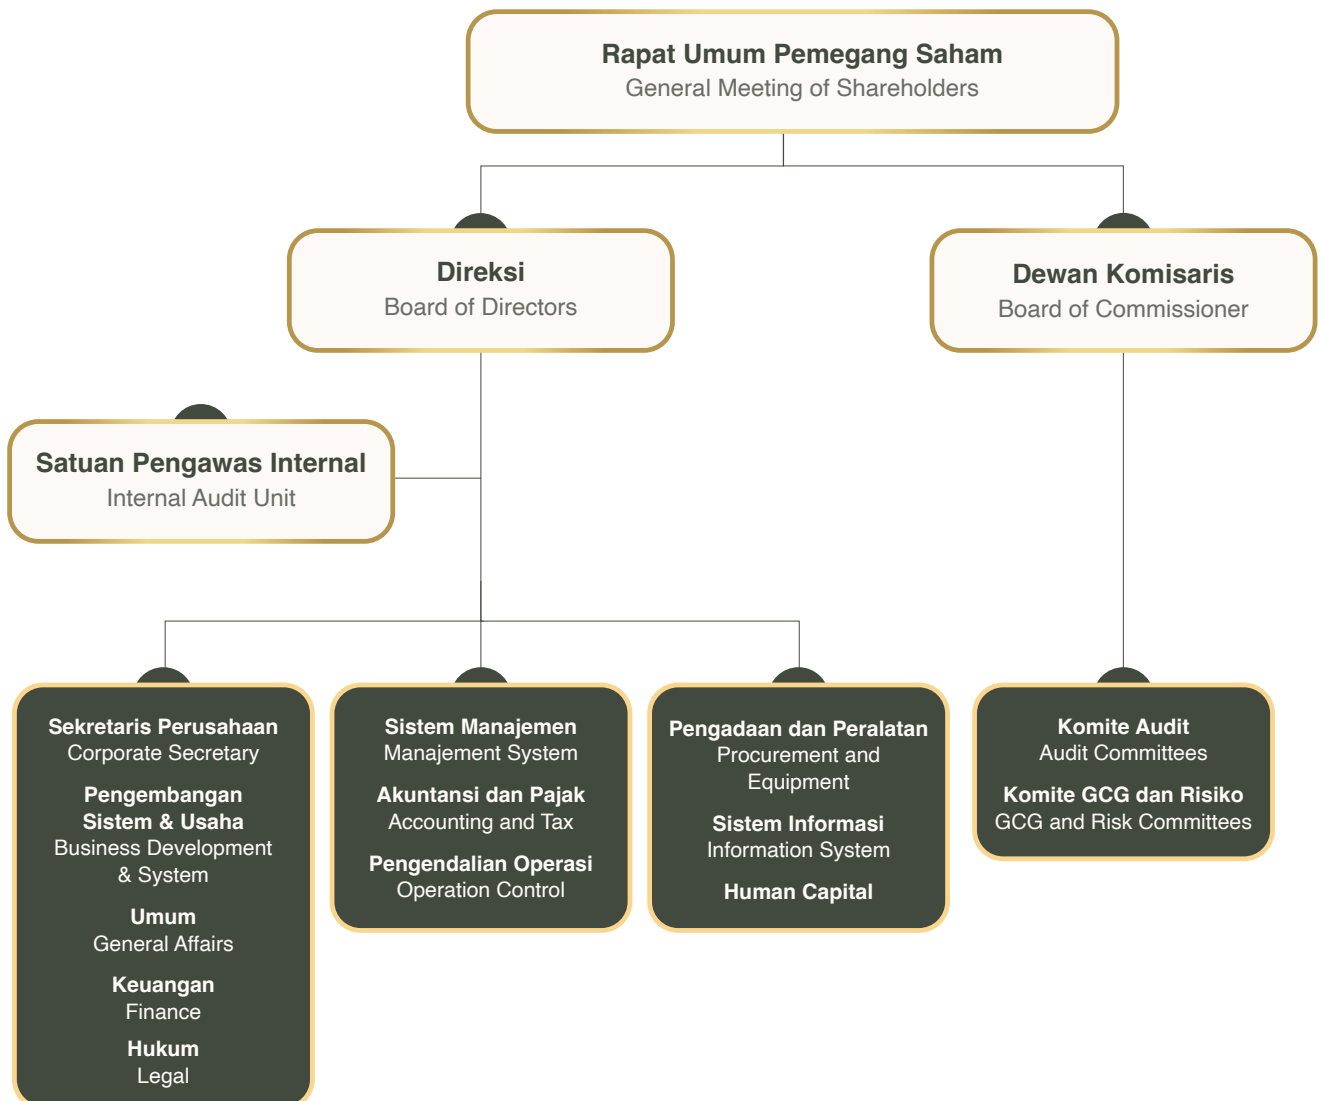 Rapat Umum Pemegang Saham
General Meeting of Shareholders
Direksi
Board of Directors
Dewan Komisaris
Board of Commissioner
Satuan Pengawas Internal
Internal Audit Unit
Sekretaris Perusahaan
Corporate Secretary
Pengembangan
Sistem & Usaha
Business Development
& System
Umum
General Affairs
Keuangan
Finance
Hukum
Legal
Sistem Manajemen
Manajement System
Akuntansi dan Pajak
Accounting and Tax
Pengendalian Operasi
Operation Control
Pengadaan dan Peralatan
Procurement and
Equipment
Sistem Informasi
Information System
Human Capital
Komite Audit
Audit Committees
Komite GCG dan Risiko
GCG and Risk Committees